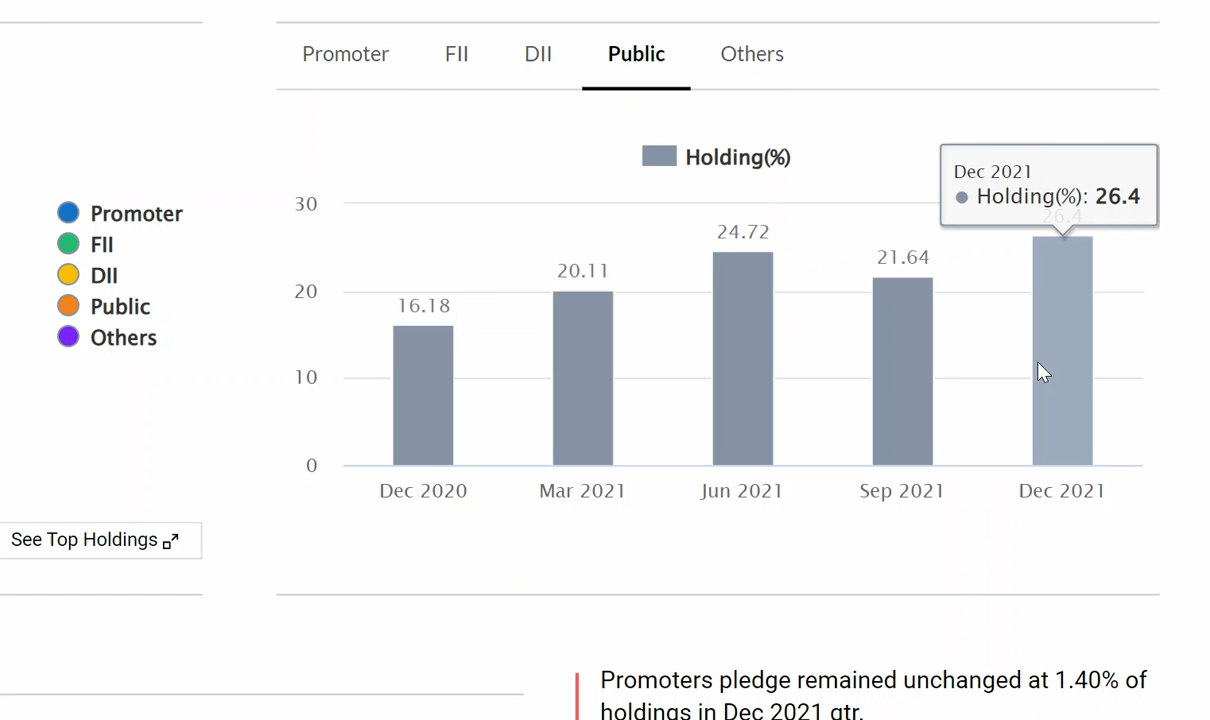 Promoter FII DII Public Others
Holding(%)
Dec 2021
Holding(%): 26.4
26.4
30
20
10
0
16.18
20.11
24.72
21.64
Dec 2020
Mar 2021
Jun 2021
Sep 2021
Dec 2021
Promoter
FII
DII
Public
Others
See Top Holdings
Promoters pledge remained unchanged at 1.40% of
holdings in Dec 2021 qtr.